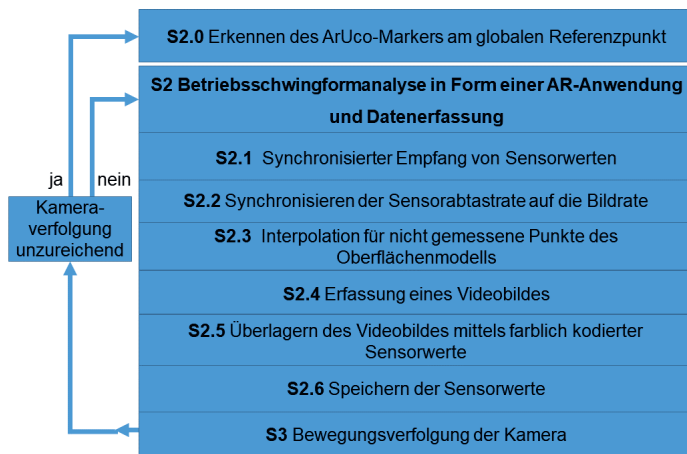 S2.0 Erkennen des ArUco-Markers am globalen Referenzpunkt
S2 Betriebsschwingformanalyse in Form einer AR-Anwendung
und Datenerfassung
S2.1 Synchronisierter Empfang von Sensorwerten
ja
nein
S2.2 Synchronisieren der Sensorabtastrate auf die Bildrate
Kamera-
verfolgung
unzureichend
S2.3 Interpolation für nicht gemessene Punkte des
Oberflächenmodells
S2.4 Erfassung eines Videobildes
S2.5 Überlagern des Videobildes mittels farblich kodierter
Sensorwerte
S2.6 Speichern der Sensorwerte
S3 Bewegungsverfolgung der Kamera